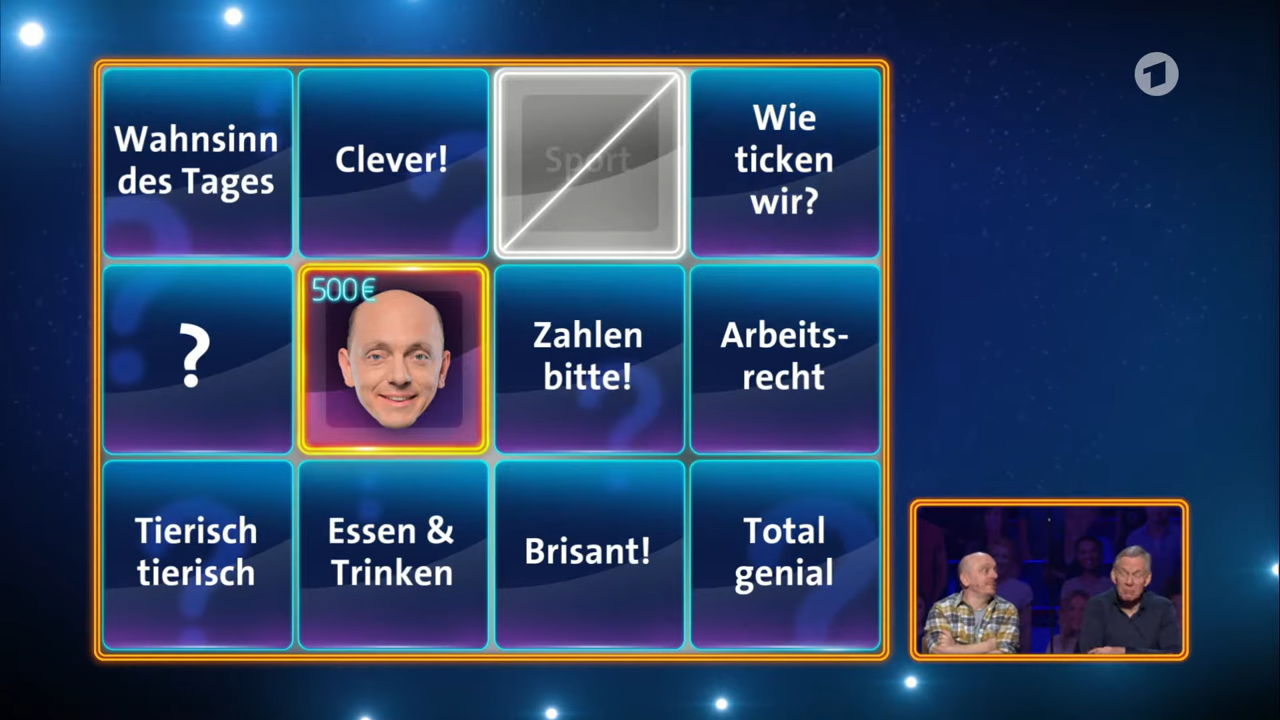 Wahnsinn
des Tages
Clever!
Sport
Wie
ticken
wir?
?
500€
Zahlen
bitte!
Arbeits-
recht
Tierisch
tierisch
Essen &
Trinken
Brisant!
Total
genial
1